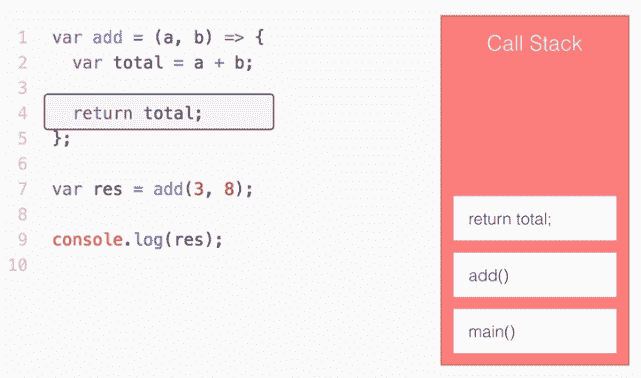 1 var add = (a, b) => {
2 var total = a + b;
3
4 return total;
5 };
6
7 var res = add(3, 8);
8
9 console.log(res);
10
Call Stack
return total;
add()
main()